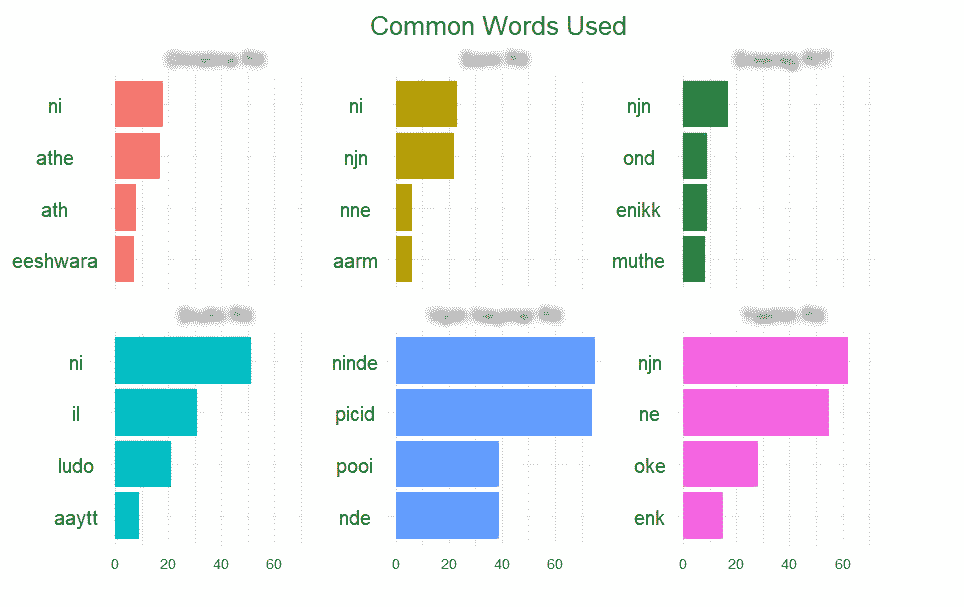 Common Words Used
ni
athe
ath
eeshwara
ni
njn
nne
aarm
njn
ond
enikk
muthe
ni
il
ludo
aaytt
0 20 40 60
ninde
picid
pooi
nde
0 20 40 60
njn
ne
oke
enk
0 20 40 60